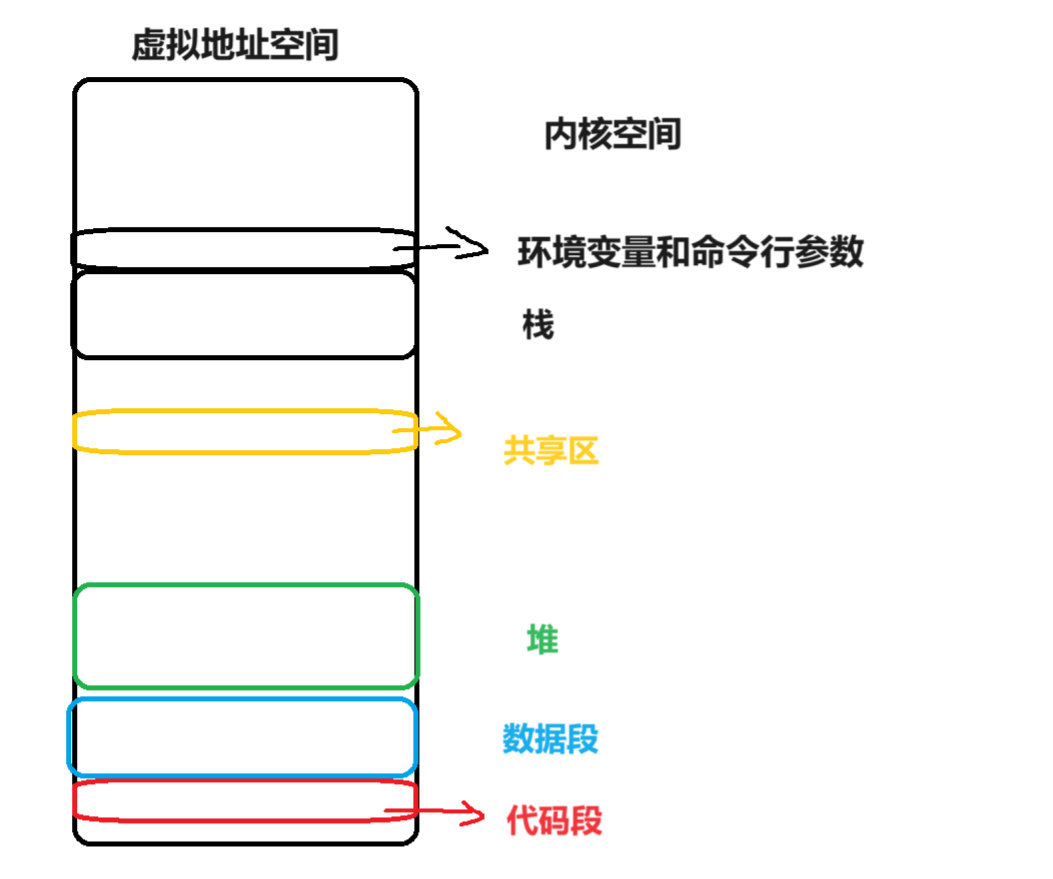 虚拟地址空间
内核空间
环境变量和命令行参数
栈
共享区
堆
数据段
代码段